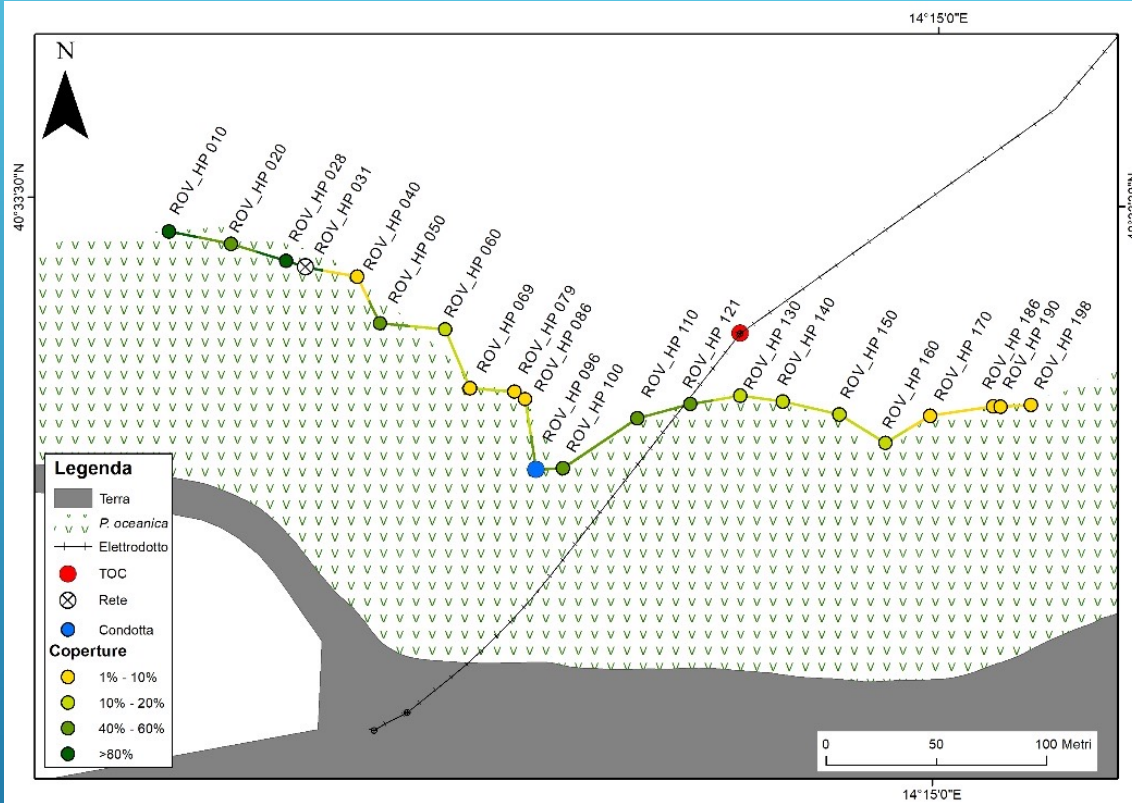 14°15'0"E
N
40°33'30"N
ROV_HP 010
ROV_HP 020
ROV_HP 028
ROV_HP 031
ROV_HP 040
ROV_HP 050
ROV_HP 060
ROV_HP 069
ROV_HP 079
ROV_HP 086
ROV_HP 096
ROV_HP 100
ROV_HP 110
ROV_HP 121
ROV_HP 130
ROV_HP 140
ROV_HP 150
ROV_HP 160
ROV_HP 170
ROV_HP 186
ROV_HP 190
ROV_HP 198
Legenda
Terra
P. oceanica
Elettrodotto
TOC
Rete
Condotta
Coperture
1% - 10%
10% - 20%
40% - 60%
>80%
0 50 100 Metri
14°15'0"E